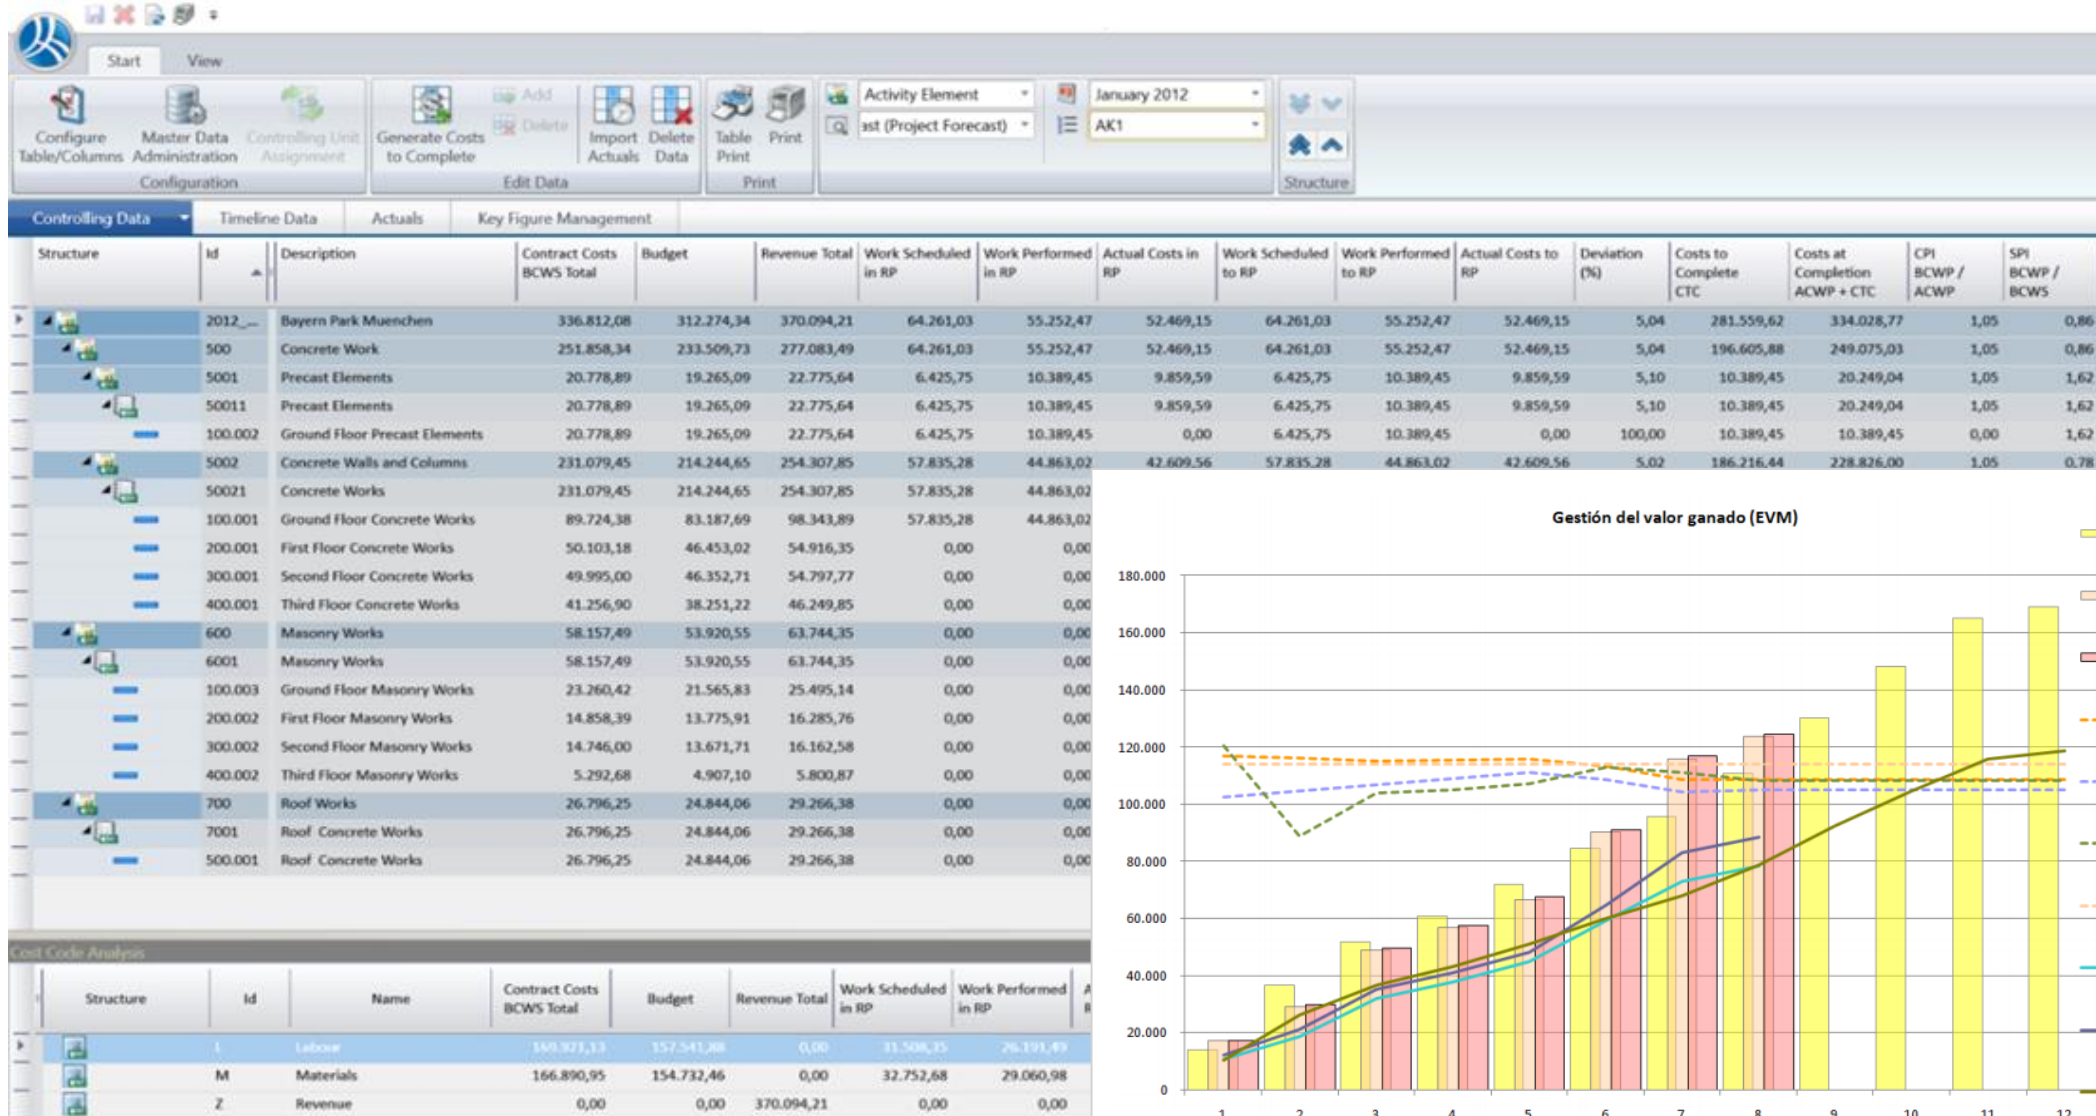 Start View
Configure Table/Columns
Master Data Administration
Controlling Unit Assignment
Generate Costs to Complete
Add
Delete
Import Actuals
Delete Data
Table Print
Print
Activity Element
ast (Project Forecast)
January 2012
AK1
Configuration Edit Data Print Structure
Controlling Data Timeline Data Actuals Key Figure Management
Structure Id Description Contract Costs BCWS Total Budget Revenue Total Work Scheduled in RP Work Performed in RP Actual Costs in RP Work Scheduled to RP Work Performed to RP Actual Costs to RP Deviation (%) Costs to Complete CTC Costs at Completion ACWP + CTC CPI BCWP / ACWP SPI BCWP / BCWS
2012_... Bayern Park Muenchen 336.812,08 312.274,34 370.094,21 64.261,03 55.252,47 52.469,15 64.261,03 55.252,47 52.469,15 5,04 281.559,62 334.028,77 1,05 0,86
500 Concrete Work 251.858,34 233.509,73 277.083,49 64.261,03 55.252,47 52.469,15 64.261,03 55.252,47 52.469,15 5,04 196.605,88 249.075,03 1,05 0,86
5001 Precast Elements 20.778,89 19.265,09 22.775,64 6.425,75 10.389,45 9.859,59 6.425,75 10.389,45 9.859,59 5,10 10.389,45 20.249,04 1,05 1,62
50011 Precast Elements 20.778,89 19.265,09 22.775,64 6.425,75 10.389,45 9.859,59 6.425,75 10.389,45 9.859,59 5,10 10.389,45 20.249,04 1,05 1,62
100.002 Ground Floor Precast Elements 20.778,89 19.265,09 22.775,64 6.425,75 10.389,45 0,00 6.425,75 10.389,45 0,00 100,00 10.389,45 10.389,45 0,00 1,62
5002 Concrete Walls and Columns 231.079,45 214.244,65 254.307,85 57.835,28 44.863,02 42.609,56 57.835,28 44.863,02 42.609,56 5,02 186.216,44 228.826,00 1,05 0,78
50021 Concrete Works 231.079,45 214.244,65 254.307,85 57.835,28 44.863,02
100.001 Ground Floor Concrete Works 89.724,38 83.187,69 98.343,89 57.835,28 44.863,02
200.001 First Floor Concrete Works 50.103,18 46.453,02 54.916,35 0,00 0,00
300.001 Second Floor Concrete Works 49.995,00 46.352,71 54.797,77 0,00 0,00
400.001 Third Floor Concrete Works 41.256,90 38.251,22 46.249,85 0,00 0,00
600 Masonry Works 58.157,49 53.920,55 63.744,35 0,00 0,00
6001 Masonry Works 58.157,49 53.920,55 63.744,35 0,00 0,00
100.003 Ground Floor Masonry Works 23.260,42 21.565,83 25.495,14 0,00 0,00
200.002 First Floor Masonry Works 14.858,39 13.775,91 16.285,76 0,00 0,00
300.002 Second Floor Masonry Works 14.746,00 13.671,71 16.162,58 0,00 0,00
400.002 Third Floor Masonry Works 5.292,68 4.907,10 5.800,87 0,00 0,00
700 Roof Works 26.796,25 24.844,06 29.266,38 0,00 0,00
7001 Roof Concrete Works 26.796,25 24.844,06 29.266,38 0,00 0,00
500.001 Roof Concrete Works 26.796,25 24.844,06 29.266,38 0,00 0,00
Cost Code Analysis
Structure Id Name Contract Costs BCWS Total Budget Revenue Total Work Scheduled in RP Work Performed in RP
Labour 0,00
M Materials 166.890,95 154.732,46 0,00 32.752,68 29.060,98
Z Revenue 0,00 0,00 370.094,21 0,00 0,00
Gestión del valor ganado (EVM)
180.000
160.000
140.000
120.000
100.000
80.000
60.000
40.000
20.000
0
1 2 3 4 5 6 7 8 9 10 11 12